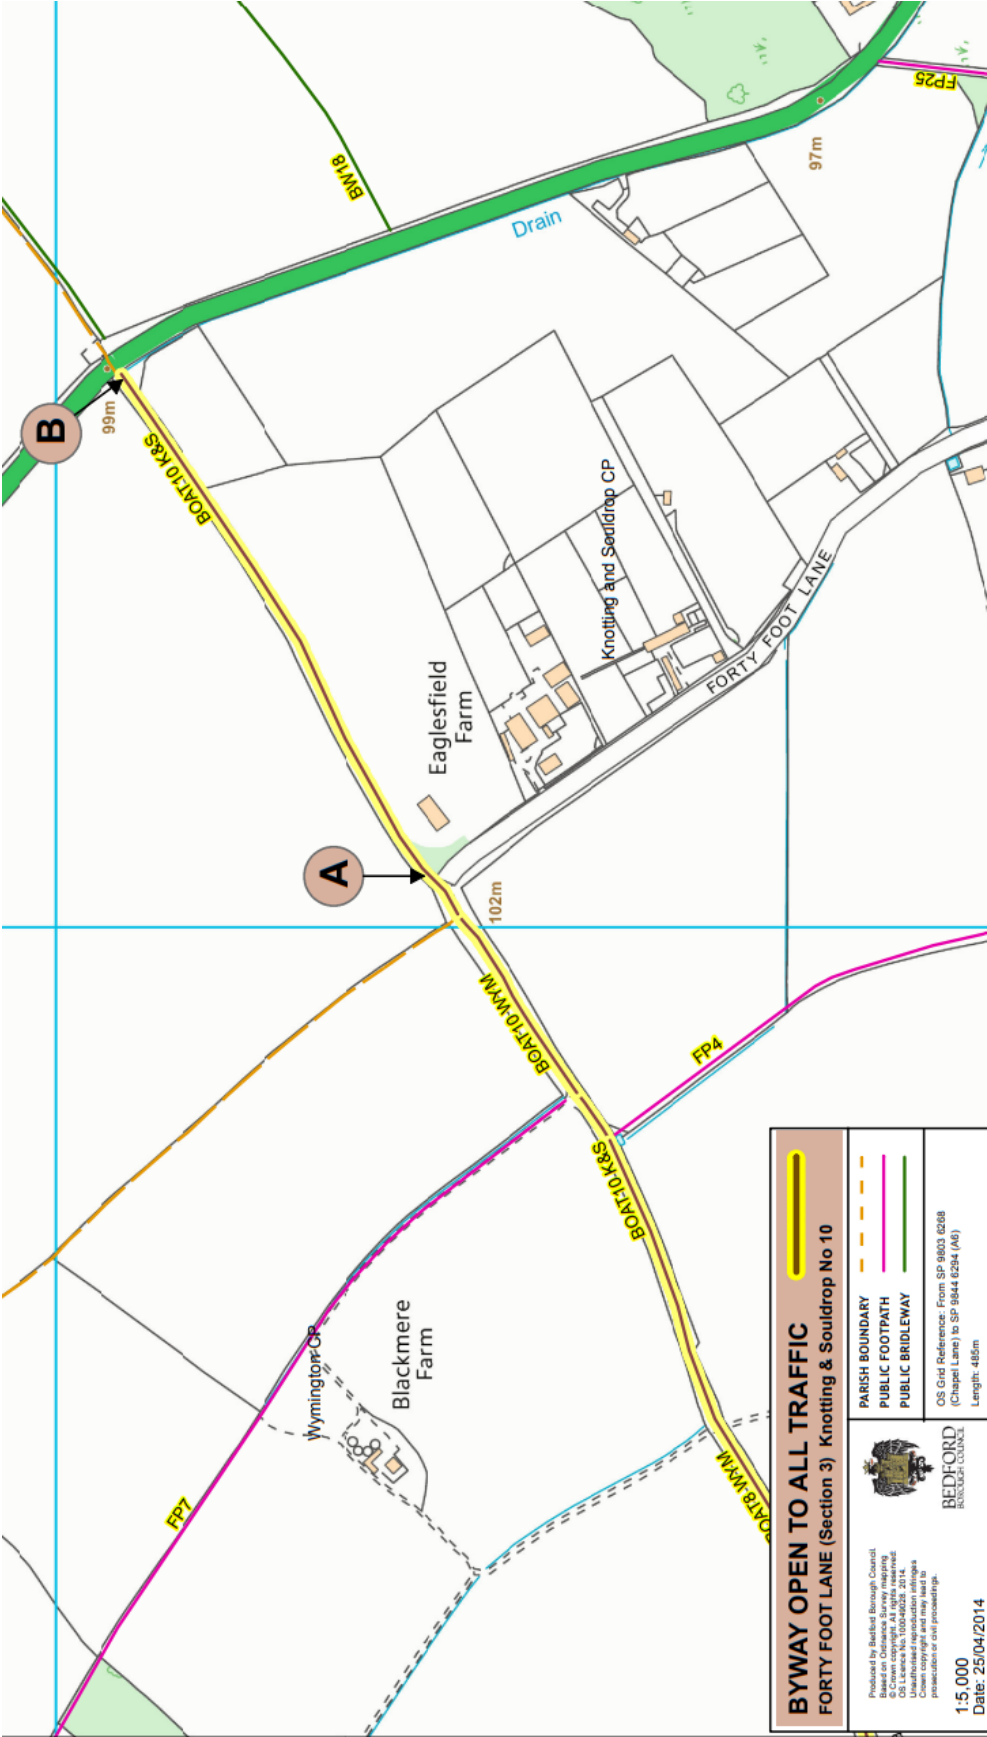 BW18
FP25
97m
Drain
B
99m
BOAT-10 K&S
Knotting and Souldrop CP
FORTY FOOT LANE
Eaglesfield
Farm
A
102m
BOAT-10-WYM
FP4
BOAT-10-K&S
Wymington CP
Blackmere
Farm
FP7
OAT8-WYM
BYWAY OPEN TO ALL TRAFFIC
FORTY FOOT LANE (Section 3) Knotting & Souldrop No 10
PARISH BOUNDARY
PUBLIC FOOTPATH
PUBLIC BRIDLEWAY
OS Grid Reference: From SP 9803 6268
(Chapel Lane) to SP 9844 6294 (A6)
Length: 485m
BEDFORD
BOROUGH COUNCIL
Produced by Bedford Borough Council
Based on Ordnance Survey mapping
© Crown copyright. All rights reserved.
OS Licence No.100049028. 2014.
Unauthorised reproduction infringes
Crown copyright and may lead to
prosecution or civil proceedings.
1:5,000
Date: 25/04/2014